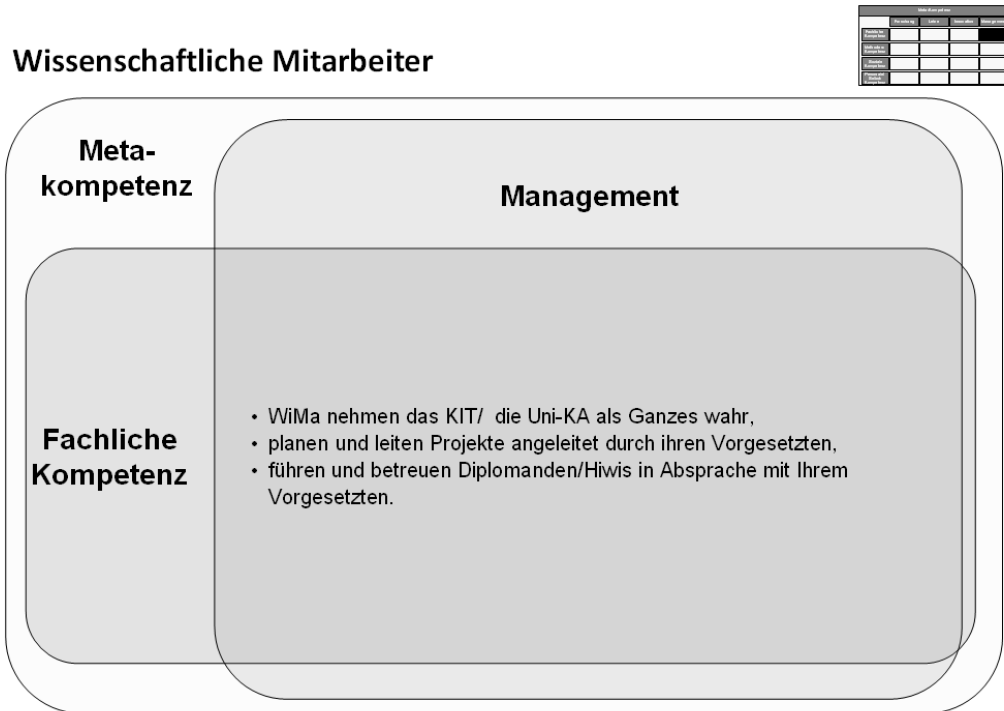 Wissenschaftliche Mitarbeiter
Meta-
kompetenz
Management
Fachliche
Kompetenz
• WiMa nehmen das KIT/ die Uni-KA als Ganzes wahr,
• planen und leiten Projekte angeleitet durch ihren Vorgesetzten,
• führen und betreuen Diplomanden/Hiwis in Absprache mit Ihrem
Vorgesetzten.